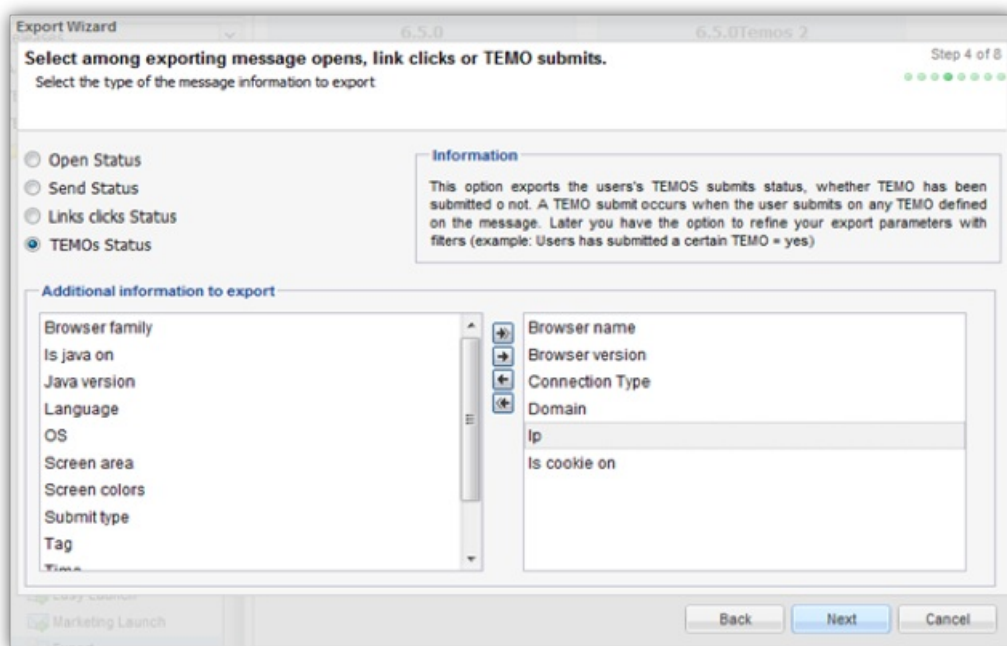 Export Wizard
6.5.0
6.5.0Temos 2
Select among exporting message opens, link clicks or TEMO submits.
Step 4 of 8
Select the type of the message information to export
Open Status
Send Status
Links clicks Status
TEMOs Status
Information
This option exports the users's TEMOS submits status, whether TEMO has been
submitted o not. A TEMO submit occurs when the user submits on any TEMO defined
on the message. Later you have the option to refine your export parameters with
filters (example: Users has submitted a certain TEMO = yes)
Additional information to export
Browser family
Is java on
Java version
Language
OS
Screen area
Screen colors
Submit type
Tag
Time
Browser name
Browser version
Connection Type
Domain
Ip
Is cookie on
Easy Launch
Marketing Launch
Back
Next
Cancel